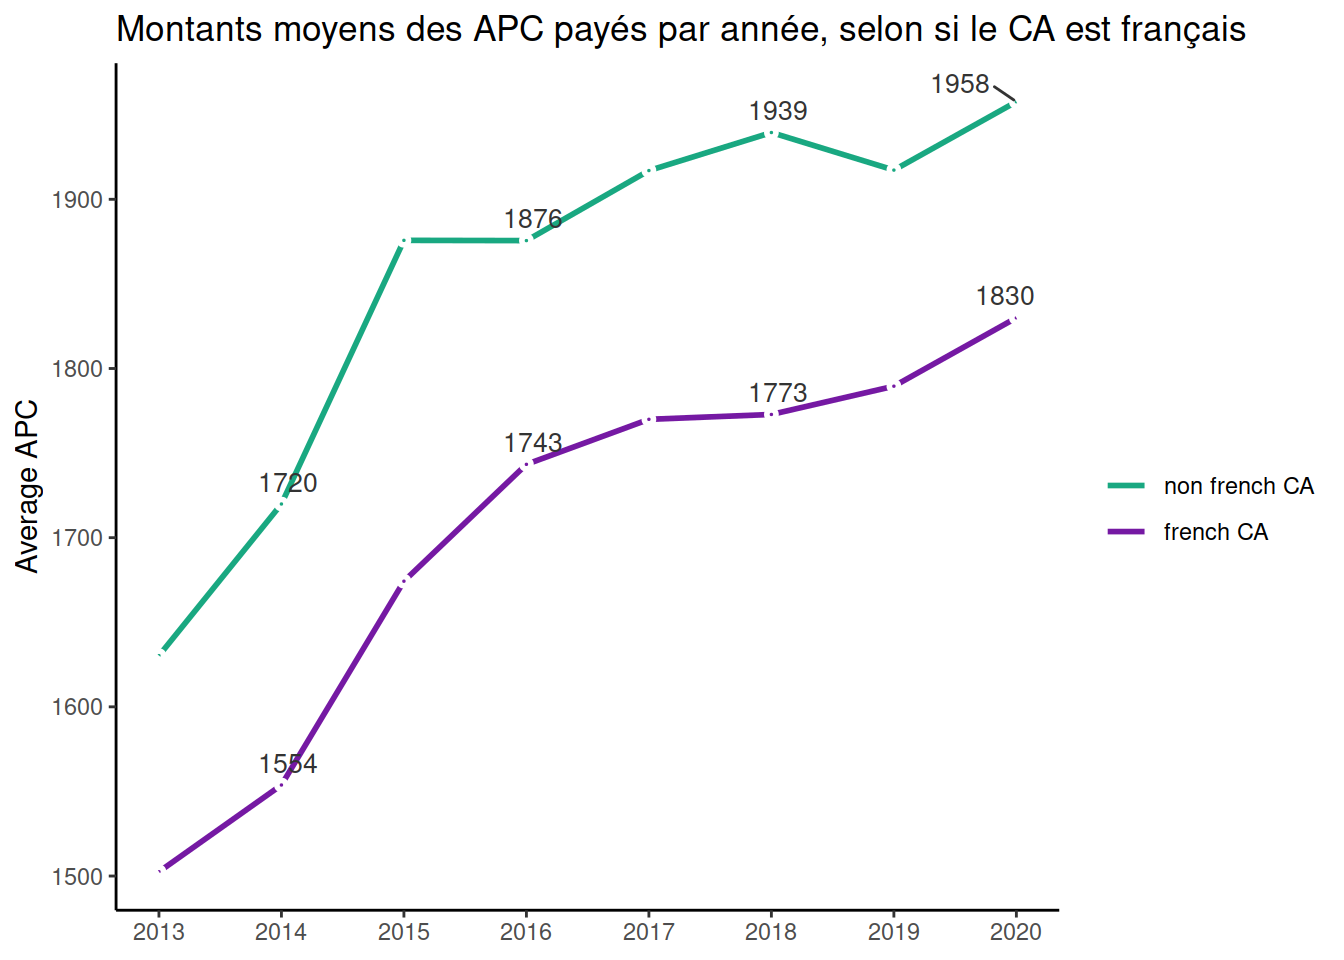 Montants moyens des APC payés par année, selon si le CA est français
Average APC
1900
1800
1700
1600
1500
1958
1939
1876
1830
1773
1743
1720
1554
non french CA
french CA
2013 2014 2015 2016 2017 2018 2019 2020